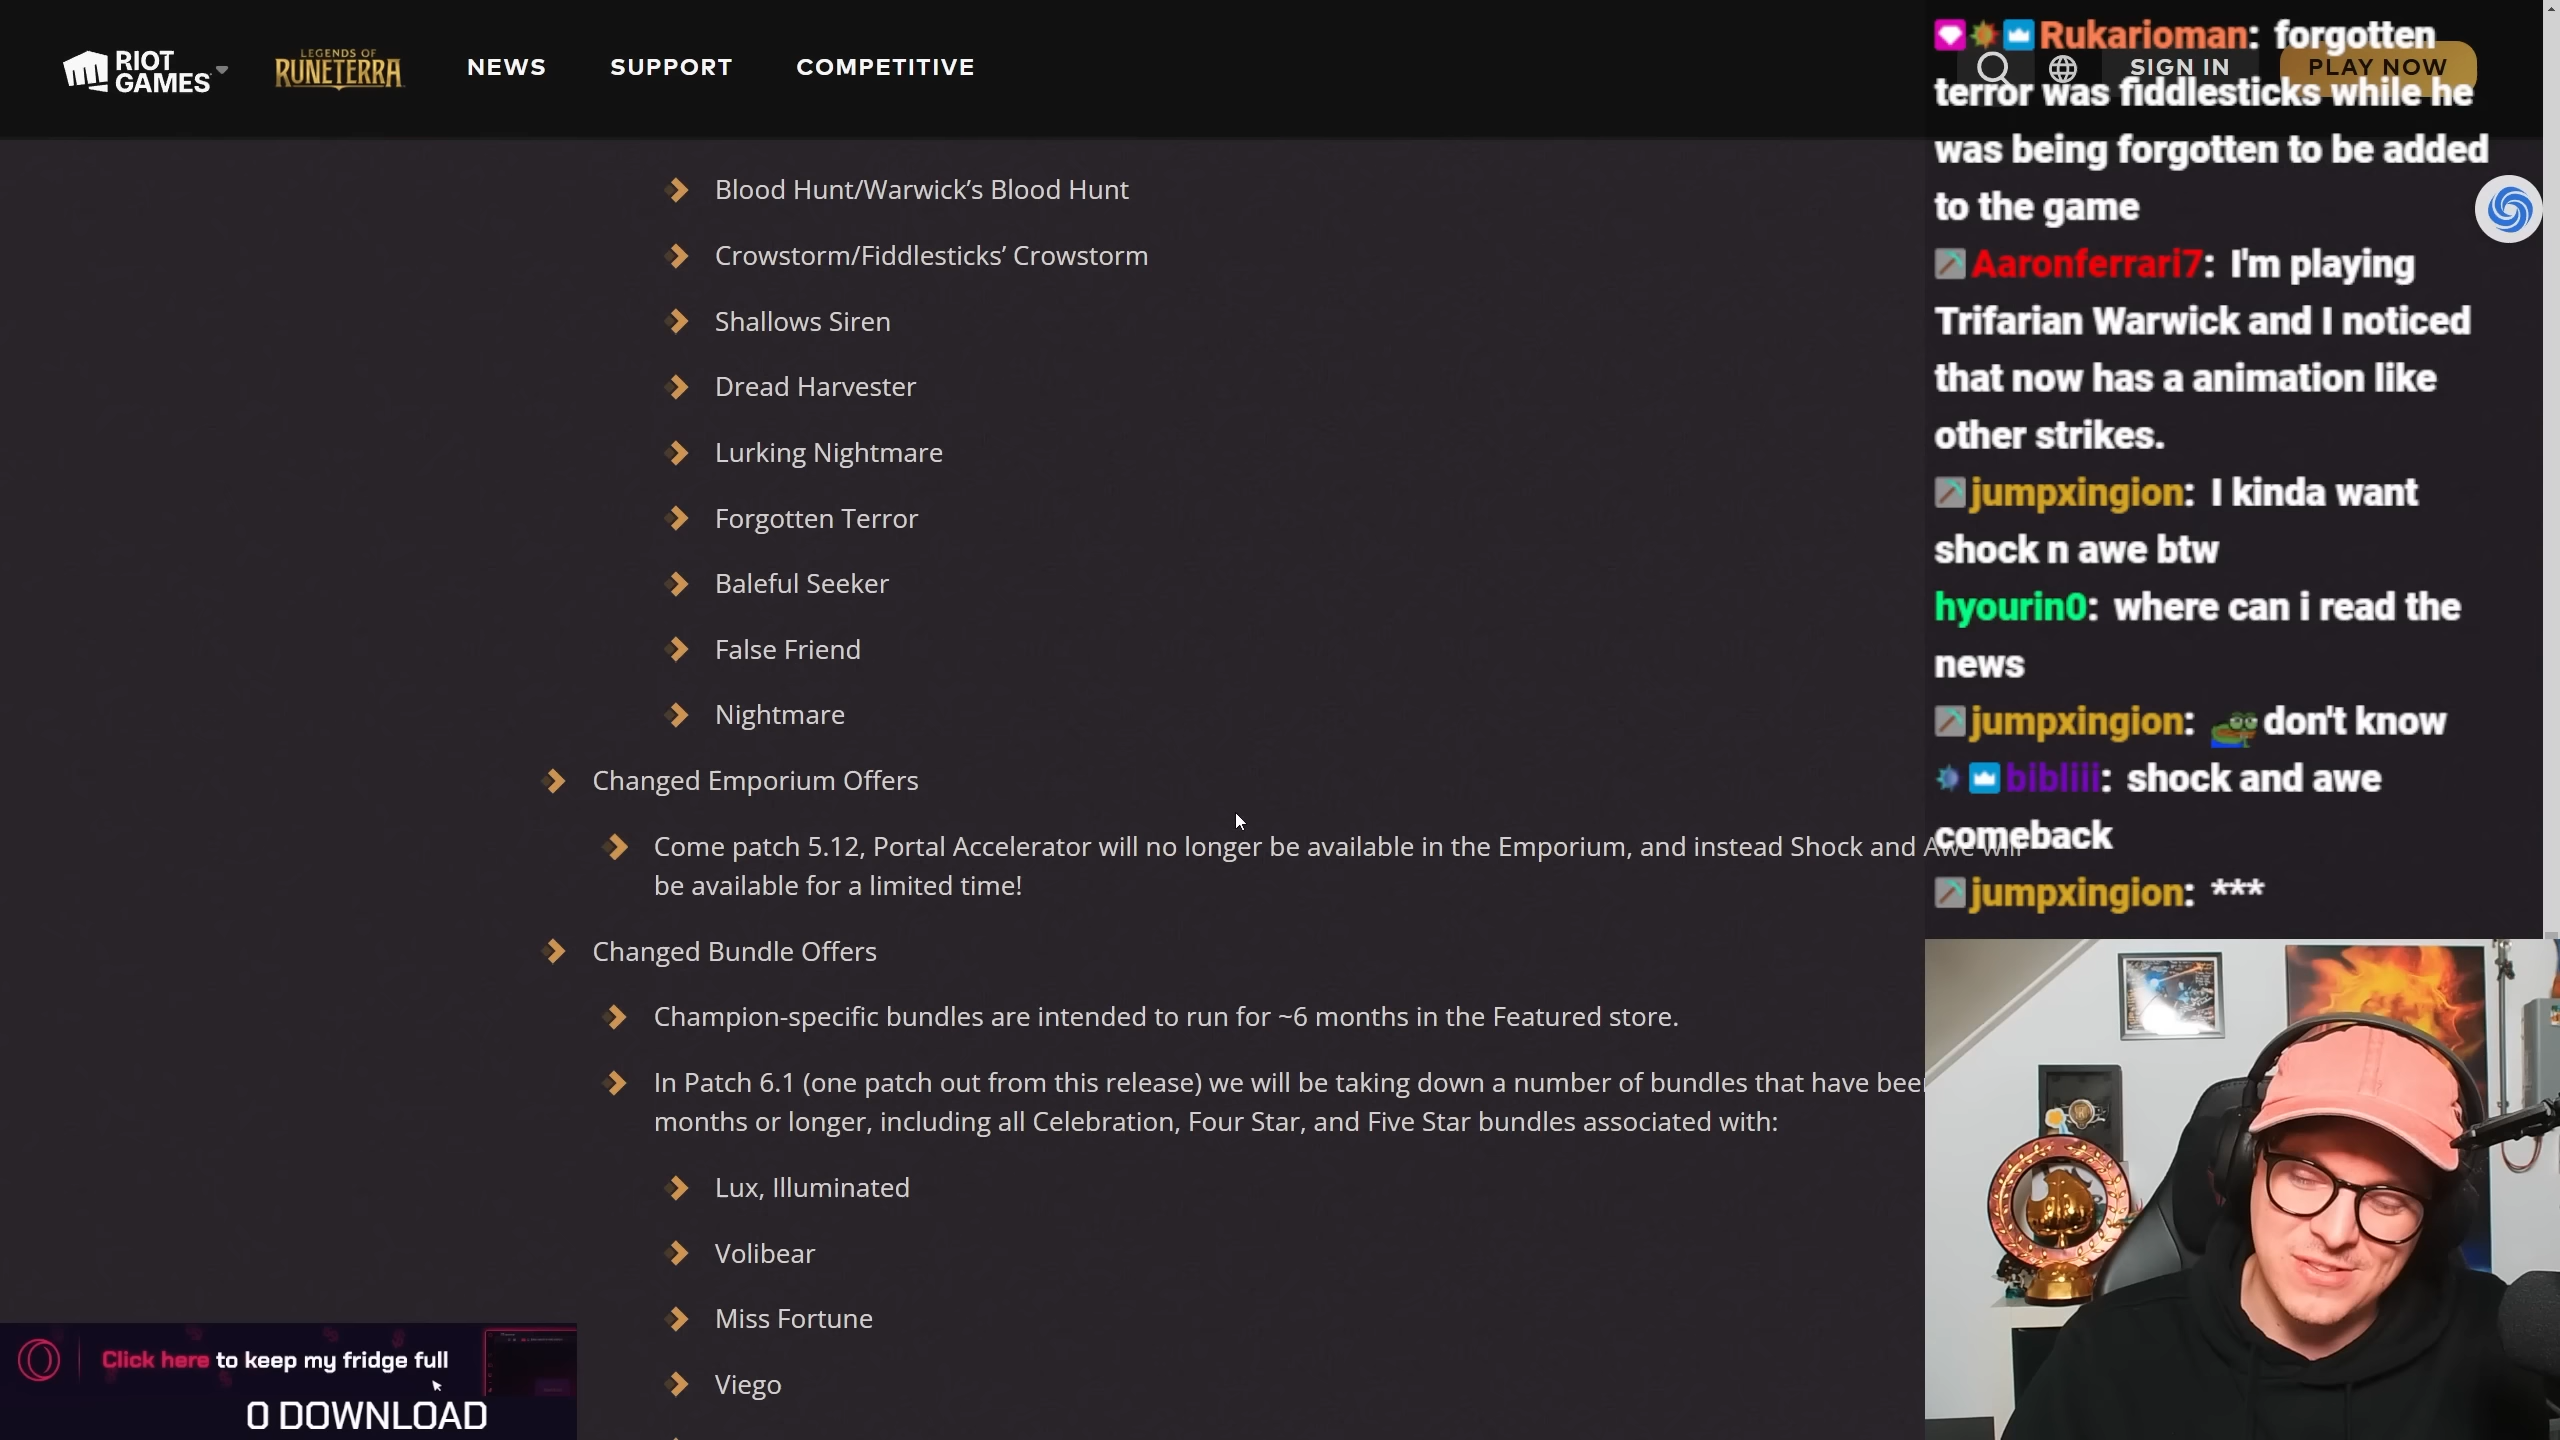 RIOT
GAMES
LEGENDS OF
RUNETERRA
NEWS
SUPPORT
COMPETITIVE
SIGN IN
PLAY NOW
Blood Hunt/Warwick’s Blood Hunt
Crowstorm/Fiddlesticks’ Crowstorm
Shallows Siren
Dread Harvester
Lurking Nightmare
Forgotten Terror
Baleful Seeker
False Friend
Nightmare
Changed Emporium Offers
Come patch 5.12, Portal Accelerator will no longer be available in the Emporium, and instead Shock and Awe will
be available for a limited time!
Changed Bundle Offers
Champion-specific bundles are intended to run for ~6 months in the Featured store.
In Patch 6.1 (one patch out from this release) we will be taking down a number of bundles that have been
months or longer, including all Celebration, Four Star, and Five Star bundles associated with:
Lux, Illuminated
Volibear
Miss Fortune
Viego
Rukarioman: forgotten
terror was fiddlesticks while he
was being forgotten to be added
to the game
Aaronferrari7: I'm playing
Trifarian Warwick and I noticed
that now has a animation like
other strikes.
jumpxingion: I kinda want
shock n awe btw
hyourin0: where can i read the
news
jumpxingion: don't know
bibliii: shock and awe
comeback
jumpxingion: ***
Click here to keep my fridge full
0 DOWNLOAD